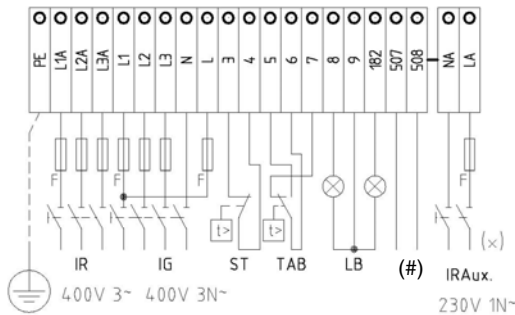 PE L1A L2A L3A L1 L2 L3 N L 3 4 5 6 7 8 9 182 507 508 NA LA
F F F
t> t>
(x)
IR IG ST TAB LB (#) IRAux.
400V 3~ 400V 3N~
230V 1N~